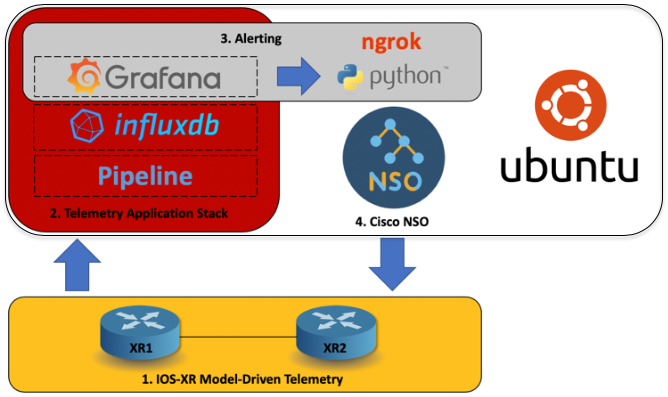 3. Alerting
ngrok
Grafana
python™
influxdb
Pipeline
NSO
ubuntu
2. Telemetry Application Stack
4. Cisco NSO
XR1
XR2
1. IOS-XR Model-Driven Telemetry